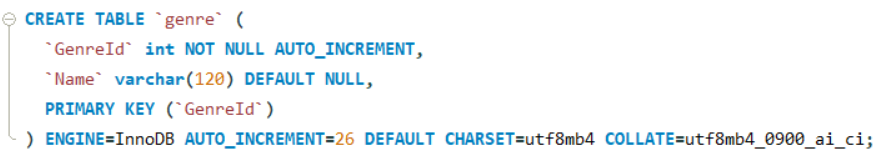 CREATE TABLE `genre` (
`GenreId` int NOT NULL AUTO_INCREMENT,
`Name` varchar(120) DEFAULT NULL,
PRIMARY KEY (`GenreId`)
) ENGINE=InnoDB AUTO_INCREMENT=26 DEFAULT CHARSET=utf8mb4 COLLATE=utf8mb4_0900_ai_ci;